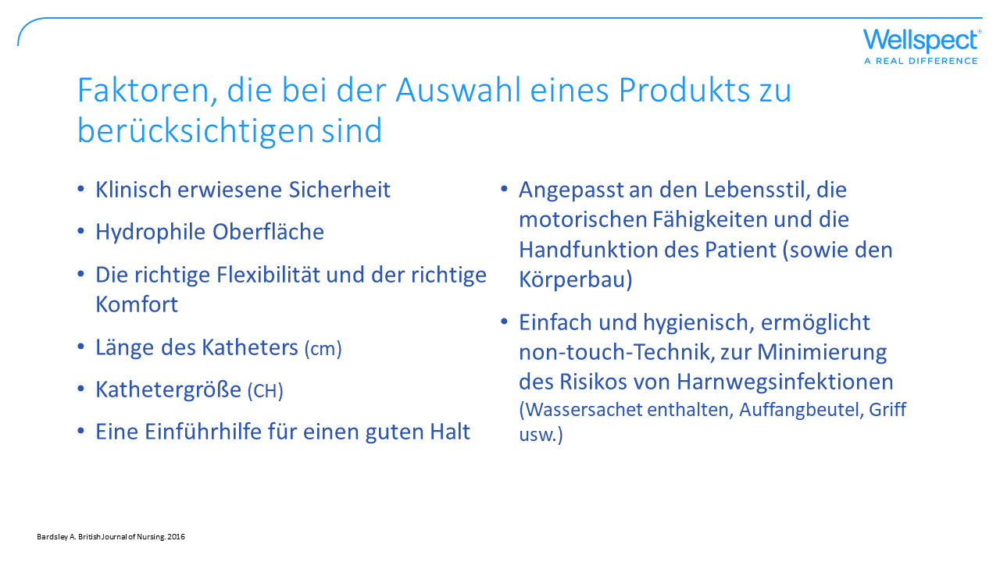 Wellspect®
A REAL DIFFERENCE
Faktoren, die bei der Auswahl eines Produkts zu
berücksichtigen sind
• Klinisch erwiesene Sicherheit
• Hydrophile Oberfläche
• Die richtige Flexibilität und der richtige
Komfort
• Länge des Katheters (cm)
• Kathetergröße (CH)
• Eine Einführhilfe für einen guten Halt
• Angepasst an den Lebensstil, die
motorischen Fähigkeiten und die
Handfunktion des Patient (sowie den
Körperbau)
• Einfach und hygienisch, ermöglicht
non-touch-Technik, zur Minimierung
des Risikos von Harnwegsinfektionen
(Wassersachet enthalten, Auffangbeutel, Griff
usw.)
Bardsley A. British Journal of Nursing. 2016